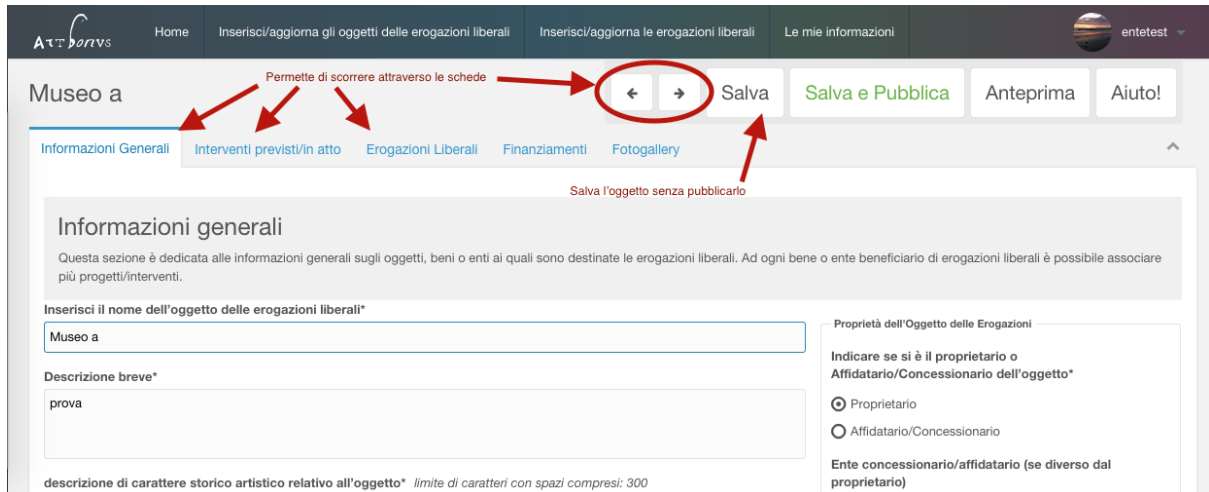 Art bonus
Home
Inserisci/aggiorna gli oggetti delle erogazioni liberali
Inserisci/aggiorna le erogazioni liberali
Le mie informazioni
entetest
Permette di scorrere attraverso le schede
Museo a
Salva
Salva e Pubblica
Anteprima
Aiuto!
Informazioni Generali
Interventi previsti/in atto
Erogazioni Liberali
Finanziamenti
Fotogallery
Salva l'oggetto senza pubblicarlo
Informazioni generali
Questa sezione è dedicata alle informazioni generali sugli oggetti, beni o enti ai quali sono destinate le erogazioni liberali. Ad ogni bene o ente beneficiario di erogazioni liberali è possibile associare
più progetti/interventi.
Inserisci il nome dell'oggetto delle erogazioni liberali*
Museo a
Descrizione breve*
prova
descrizione di carattere storico artistico relativo all'oggetto* limite di caratteri con spazi compresi: 300
Proprietà dell'Oggetto delle Erogazioni
Indicare se si è il proprietario o
Affidatario/Concessionario dell'oggetto*
Proprietario
Affidatario/Concessionario
Ente concessionario/affidatario (se diverso dal
proprietario)